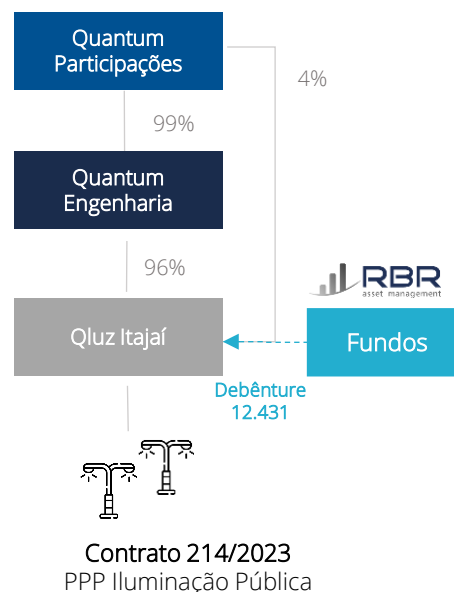 Quantum
Participações
4%
99%
Quantum
Engenharia
96%
RBR
asset management
Qluz Itajaí
Fundos
Debênture
12.431
Contrato 214/2023
PPP Iluminação Pública